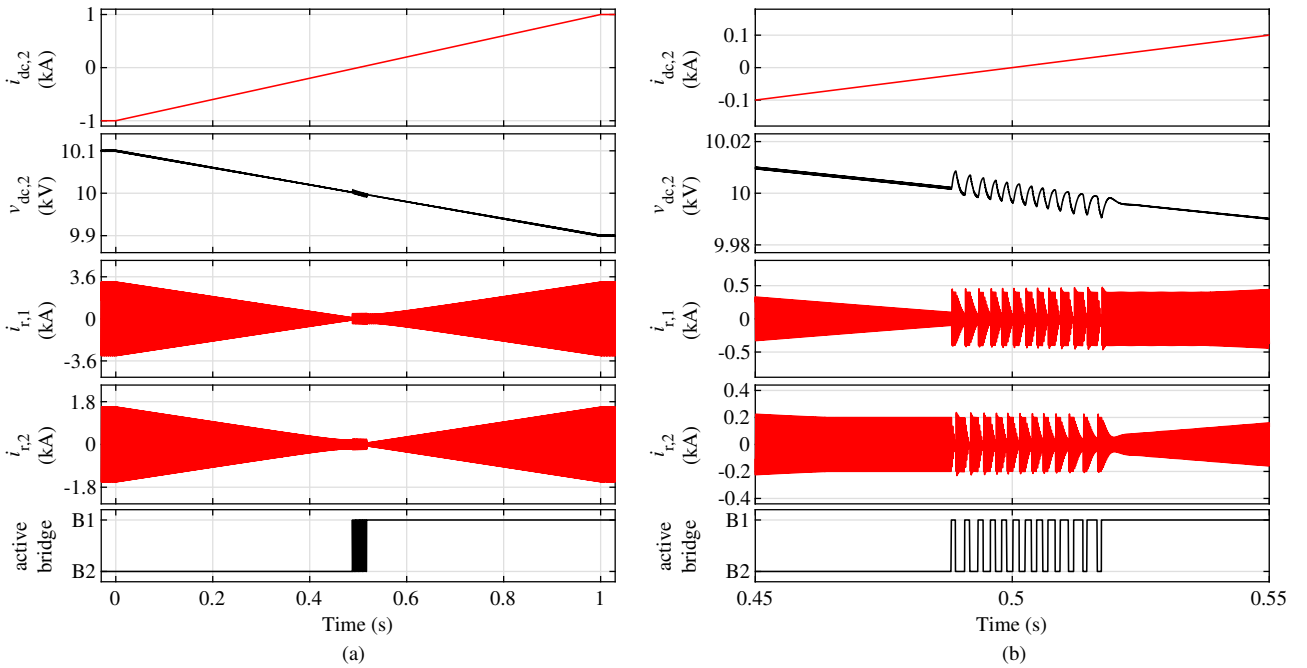 1
0
-1
i_dc,2
(kA)
10.1
10
9.9
v_dc,2
(kV)
3.6
0
-3.6
i_r,1
(kA)
1.8
0
-1.8
i_r,2
(kA)
B1
B2
active
bridge
0 0.2 0.4 0.6 0.8 1
Time (s)
(a)
0.1
0
-0.1
i_dc,2
(kA)
10.02
10
9.98
v_dc,2
(kV)
0.5
0
-0.5
i_r,1
(kA)
0.4
0.2
0
-0.2
-0.4
i_r,2
(kA)
B1
B2
active
bridge
0.45 0.5 0.55
Time (s)
(b)